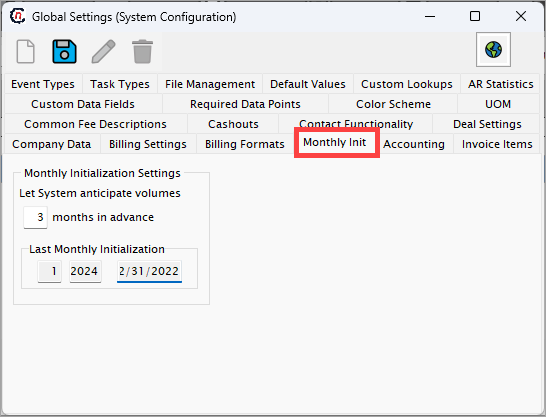 Global Settings (System Configuration)
Event Types Task Types File Management Default Values Custom Lookups AR Statistics
Custom Data Fields Required Data Points Color Scheme UOM
Common Fee Descriptions Cashouts Contact Functionality Deal Settings
Company Data Billing Settings Billing Formats Monthly Init Accounting Invoice Items
Monthly Initialization Settings
Let System anticipate volumes
3 months in advance
Last Monthly Initialization
1 2024 2/31/2022